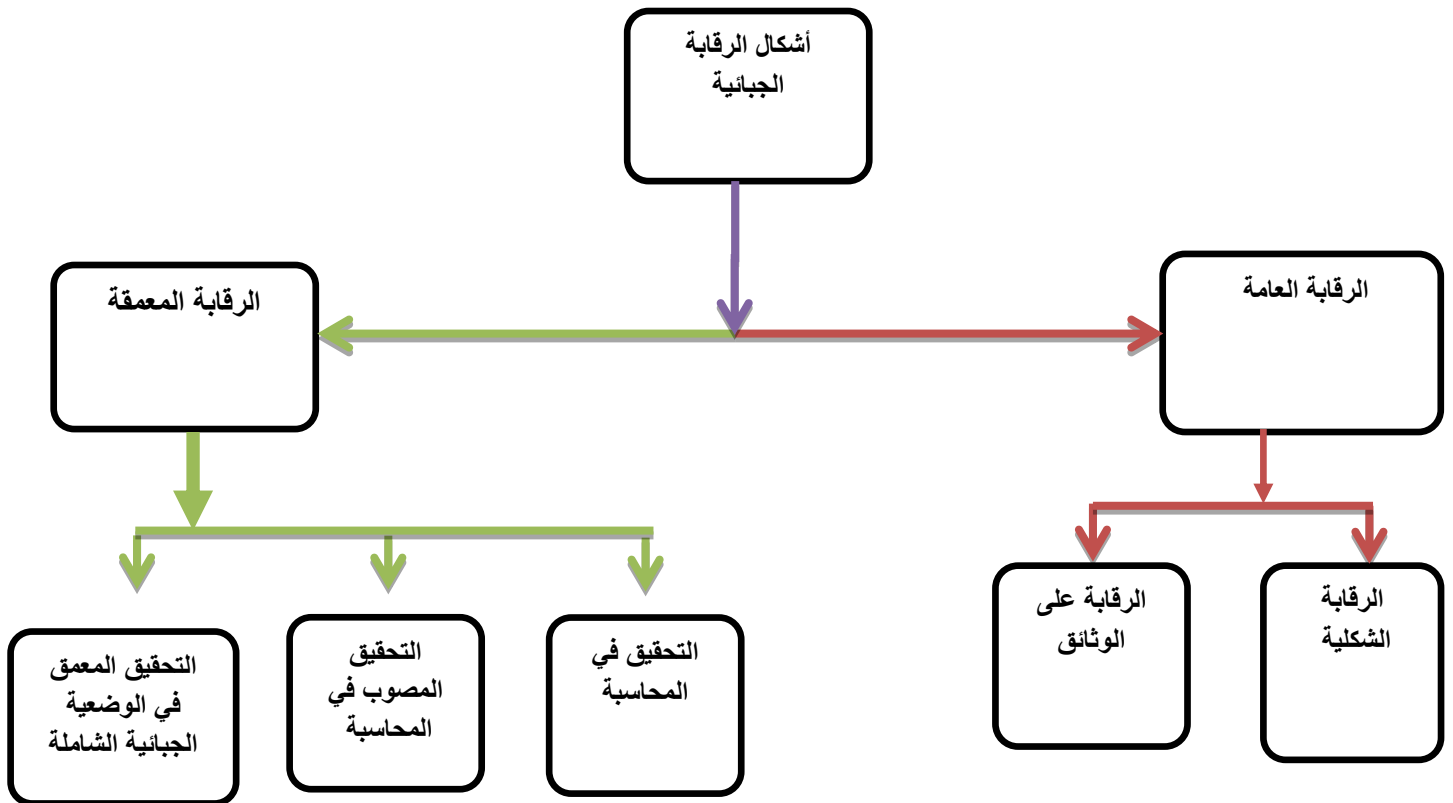 أشكال الرقابة
الجبائية
الرقابة العامة
الرقابة المعمقة
الرقابة
الشكلية
الرقابة على
الوثائق
التحقيق في
المحاسبة
التحقيق
المصوب في
المحاسبة
التحقيق المعمق
في الوضعية
الجبائية الشاملة